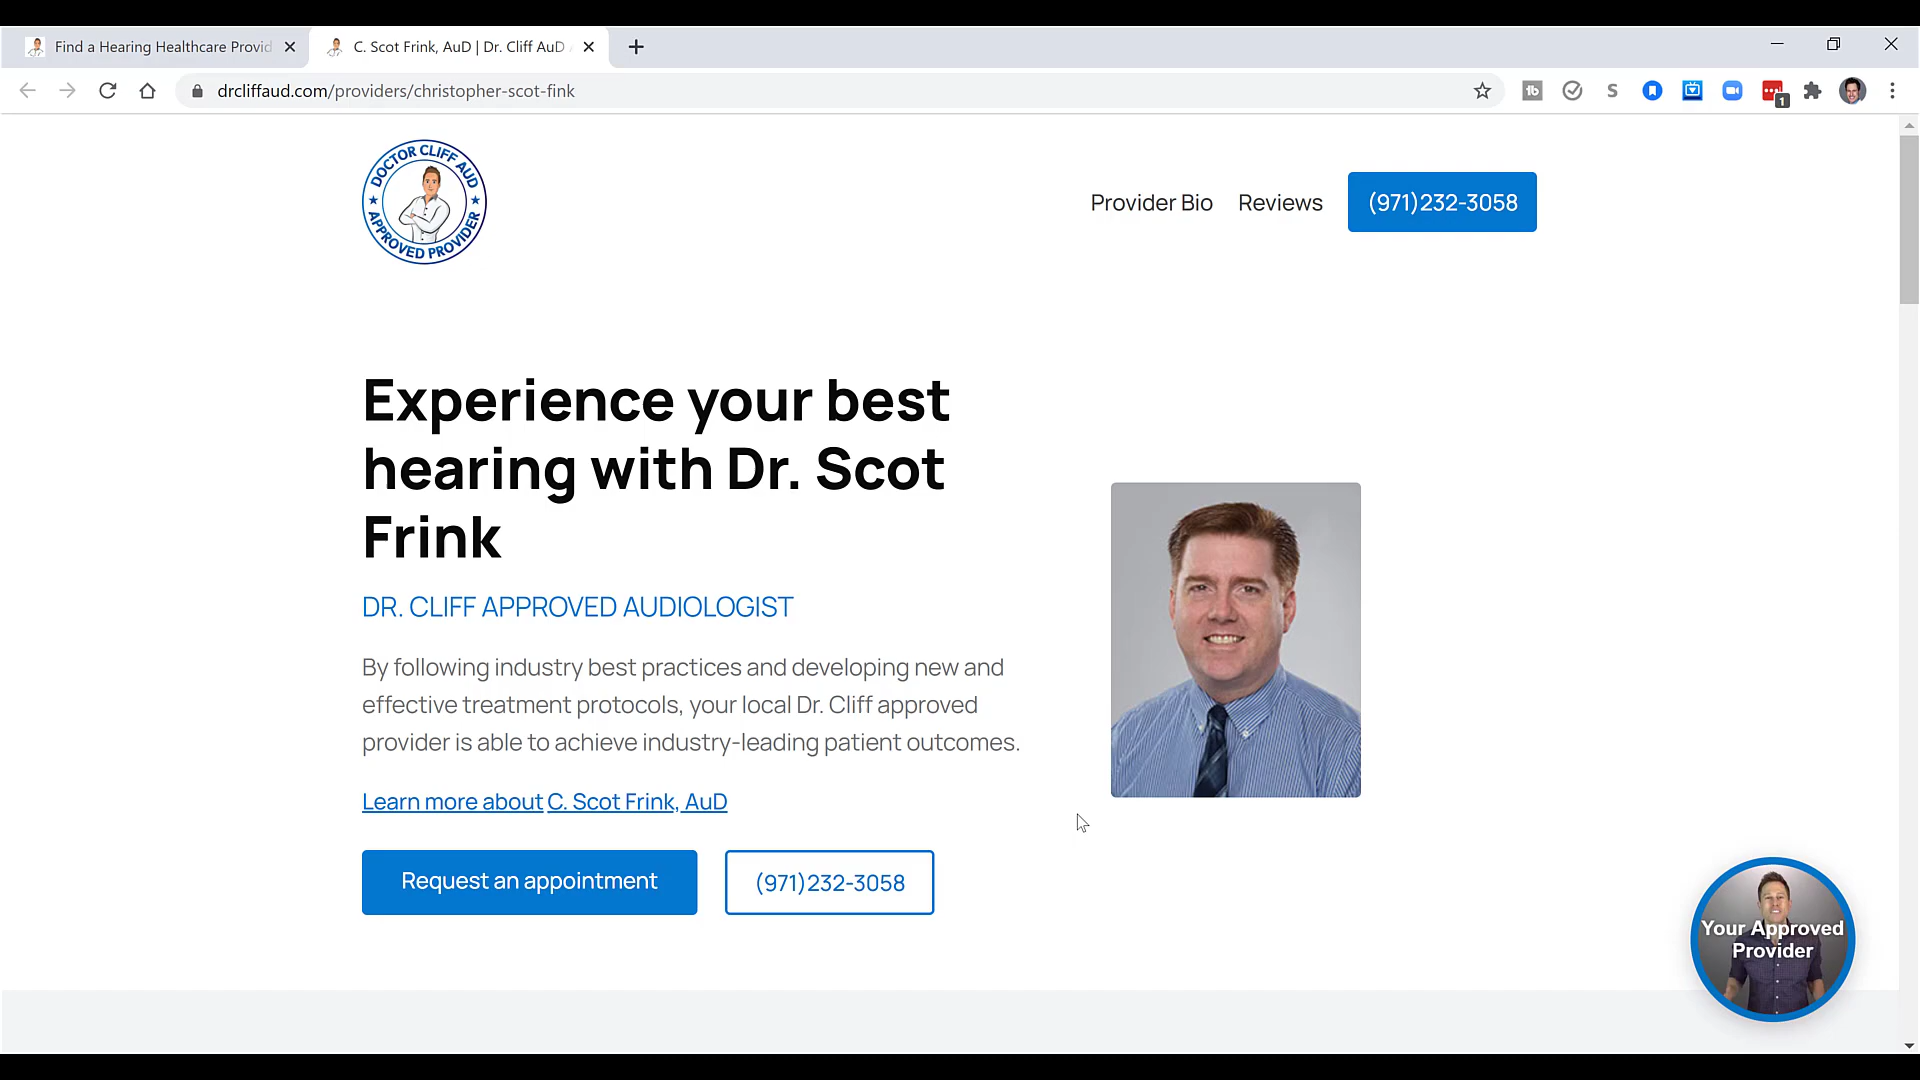 Find a Hearing Healthcare Provid
C. Scot Frink, AuD | Dr. Cliff AuD
drcliffaud.com/providers/christopher-scot-fink
1
DOCTOR CLIFF AUD
APPROVED PROVIDER
Provider Bio
Reviews
(971)232-3058
Experience your best
hearing with Dr. Scot
Frink
DR. CLIFF APPROVED AUDIOLOGIST
By following industry best practices and developing new and
effective treatment protocols, your local Dr. Cliff approved
provider is able to achieve industry-leading patient outcomes.
Learn more about C. Scot Frink, AuD
Request an appointment
(971)232-3058
Your Approved
Provider